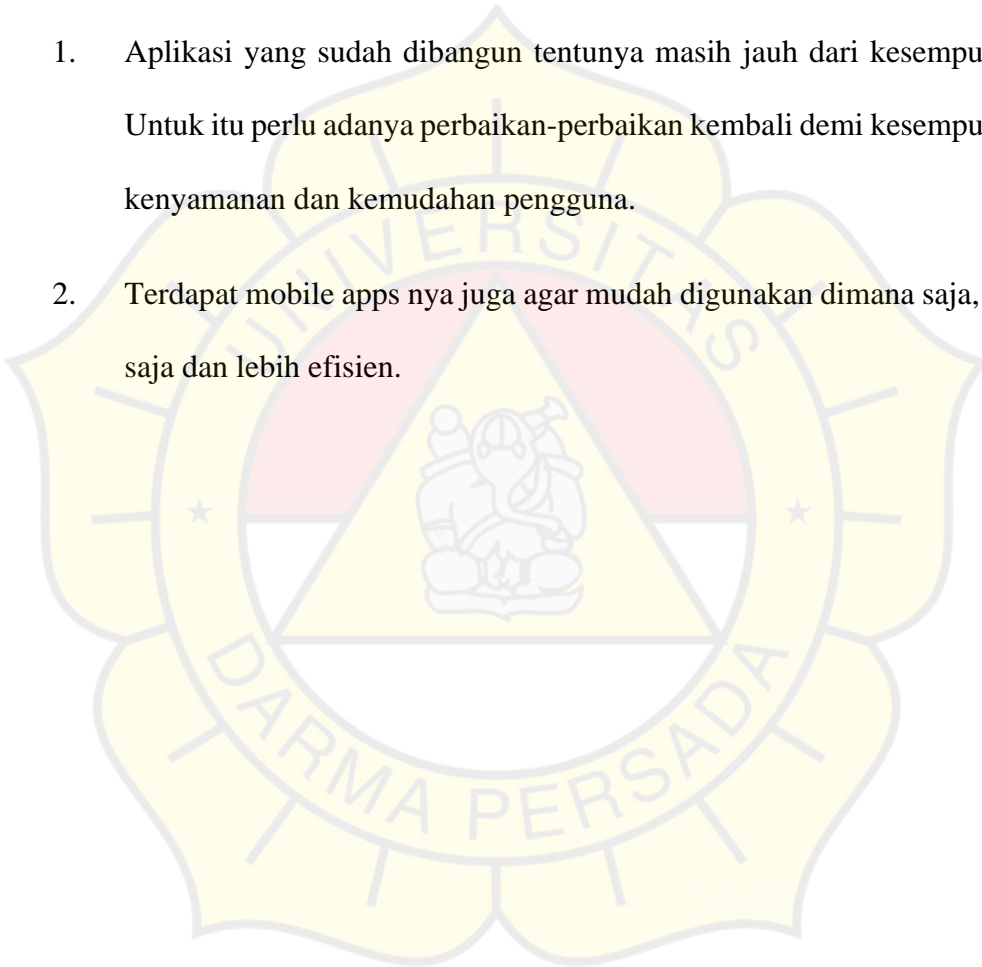 1. Aplikasi yang sudah dibangun tentunya masih jauh dari kesempu
Untuk itu perlu adanya perbaikan-perbaikan kembali demi kesempu
kenyamanan dan kemudahan pengguna.
2. Terdapat mobile apps nya juga agar mudah digunakan dimana saja,
saja dan lebih efisien.
UNIVERSITAS
DARMA PERSADA